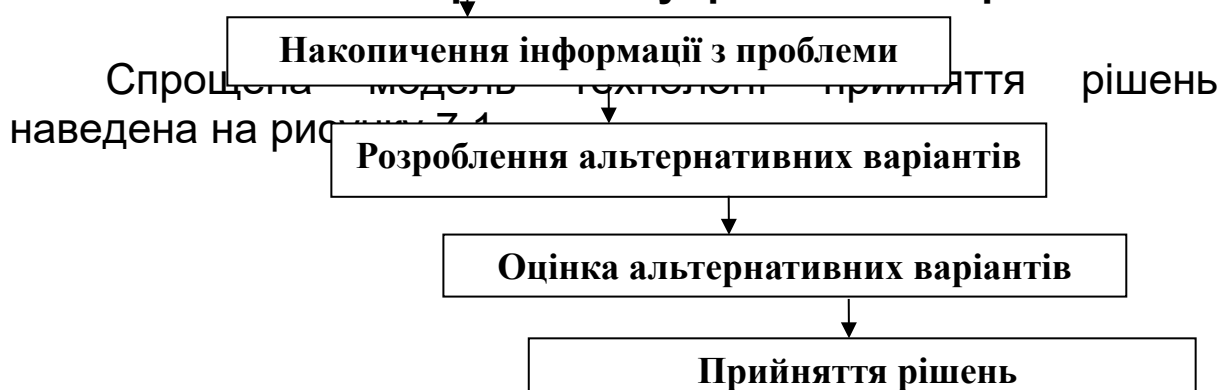 Накопичення інформації з проблеми
Спрощена модель технології прийняття рішень
наведена на рисунку 7.1
Розроблення альтернативних варіантів
Оцінка альтернативних варіантів
Прийняття рішень